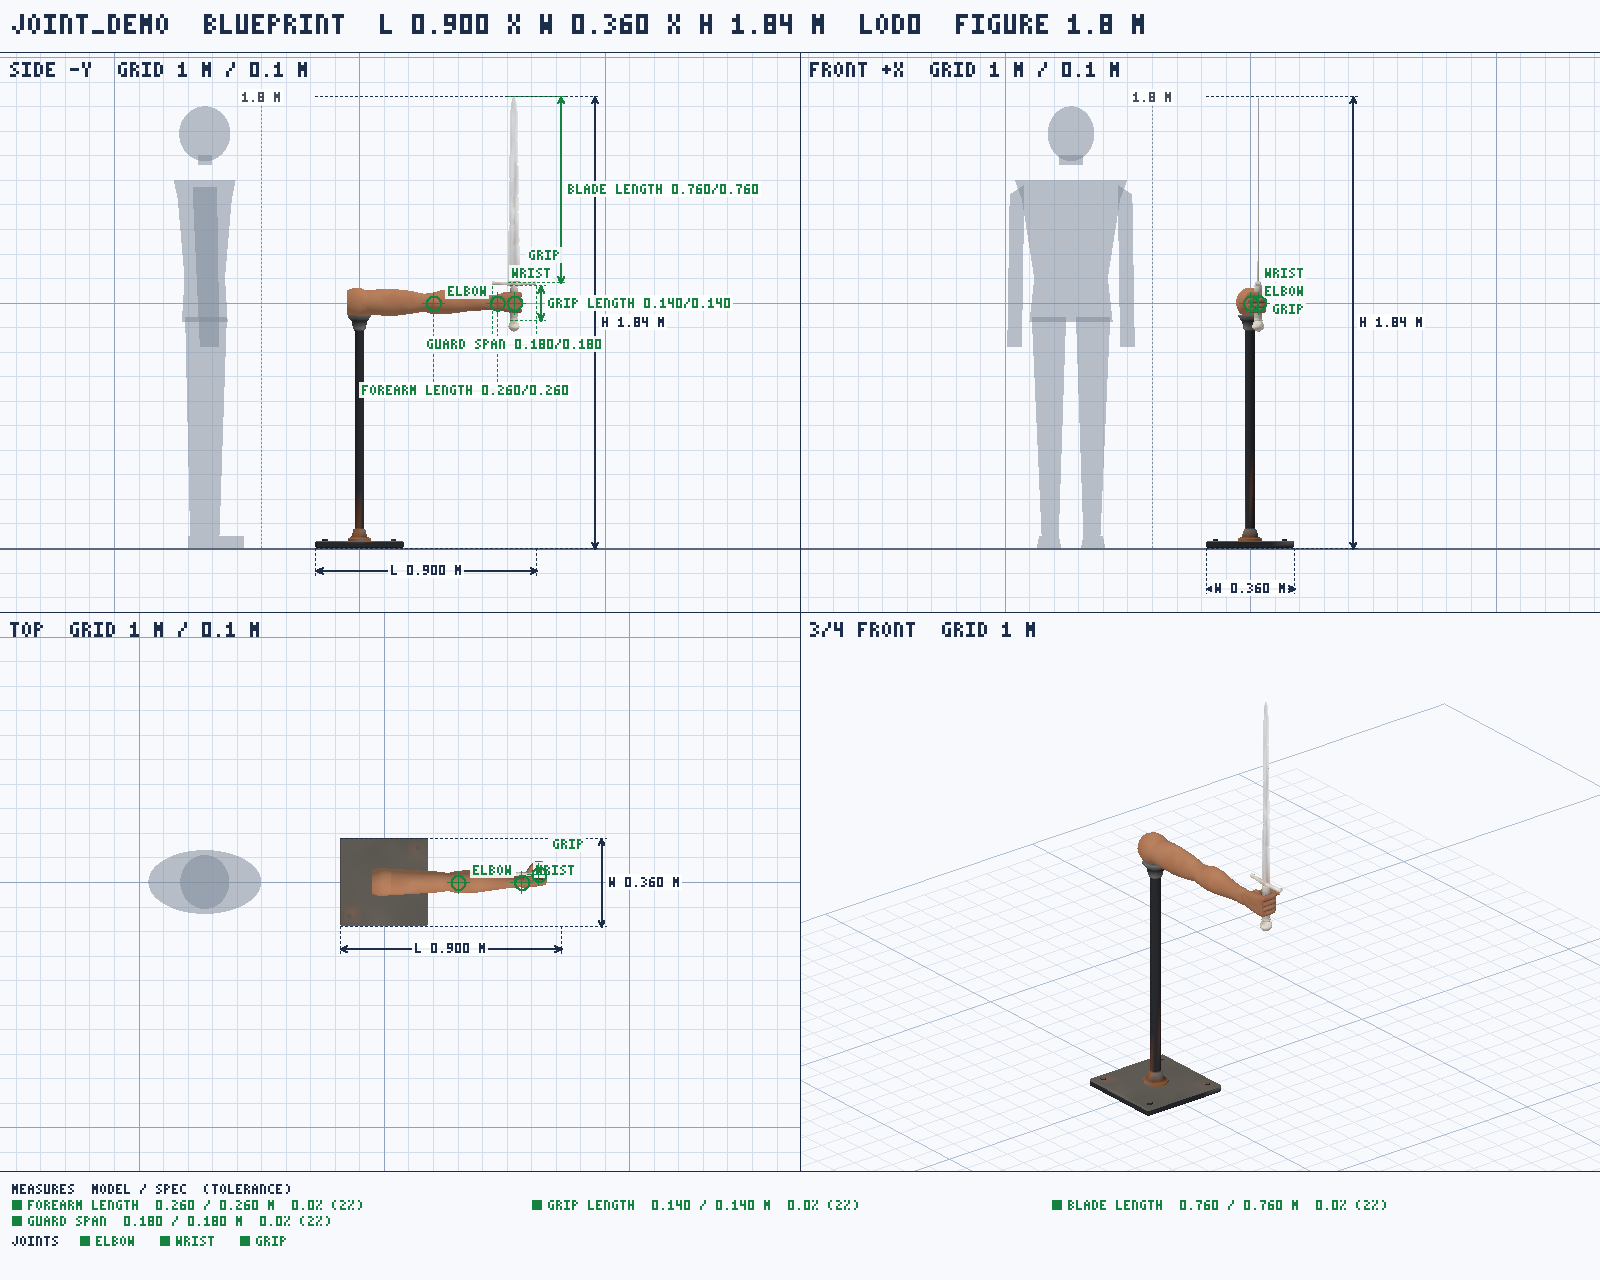 JOINT_DEMO BLUEPRINT L 0.900 X W 0.360 X H 1.84 M LOD0 FIGURE 1.8 M
SIDE -Y GRID 1 M / 0.1 M
1.8 M
BLADE LENGTH 0.760/0.760
GRIP
WRIST
ELBOW
GRIP LENGTH 0.140/0.140
H 1.84 M
GUARD SPAN 0.180/0.180
FOREARM LENGTH 0.260/0.260
L 0.900 M
FRONT +X GRID 1 M / 0.1 M
1.8 M
WRIST
ELBOW
GRIP
H 1.84 M
W 0.360 M
TOP GRID 1 M / 0.1 M
GRIP
ELBOW
WRIST
W 0.360 M
L 0.900 M
3/4 FRONT GRID 1 M
MEASURES MODEL / SPEC (TOLERANCE)
FOREARM LENGTH 0.260 / 0.260 M 0.0% (2%)
GRIP LENGTH 0.140 / 0.140 M 0.0% (2%)
BLADE LENGTH 0.760 / 0.760 M 0.0% (2%)
GUARD SPAN 0.180 / 0.180 M 0.0% (2%)
JOINTS ELBOW WRIST GRIP